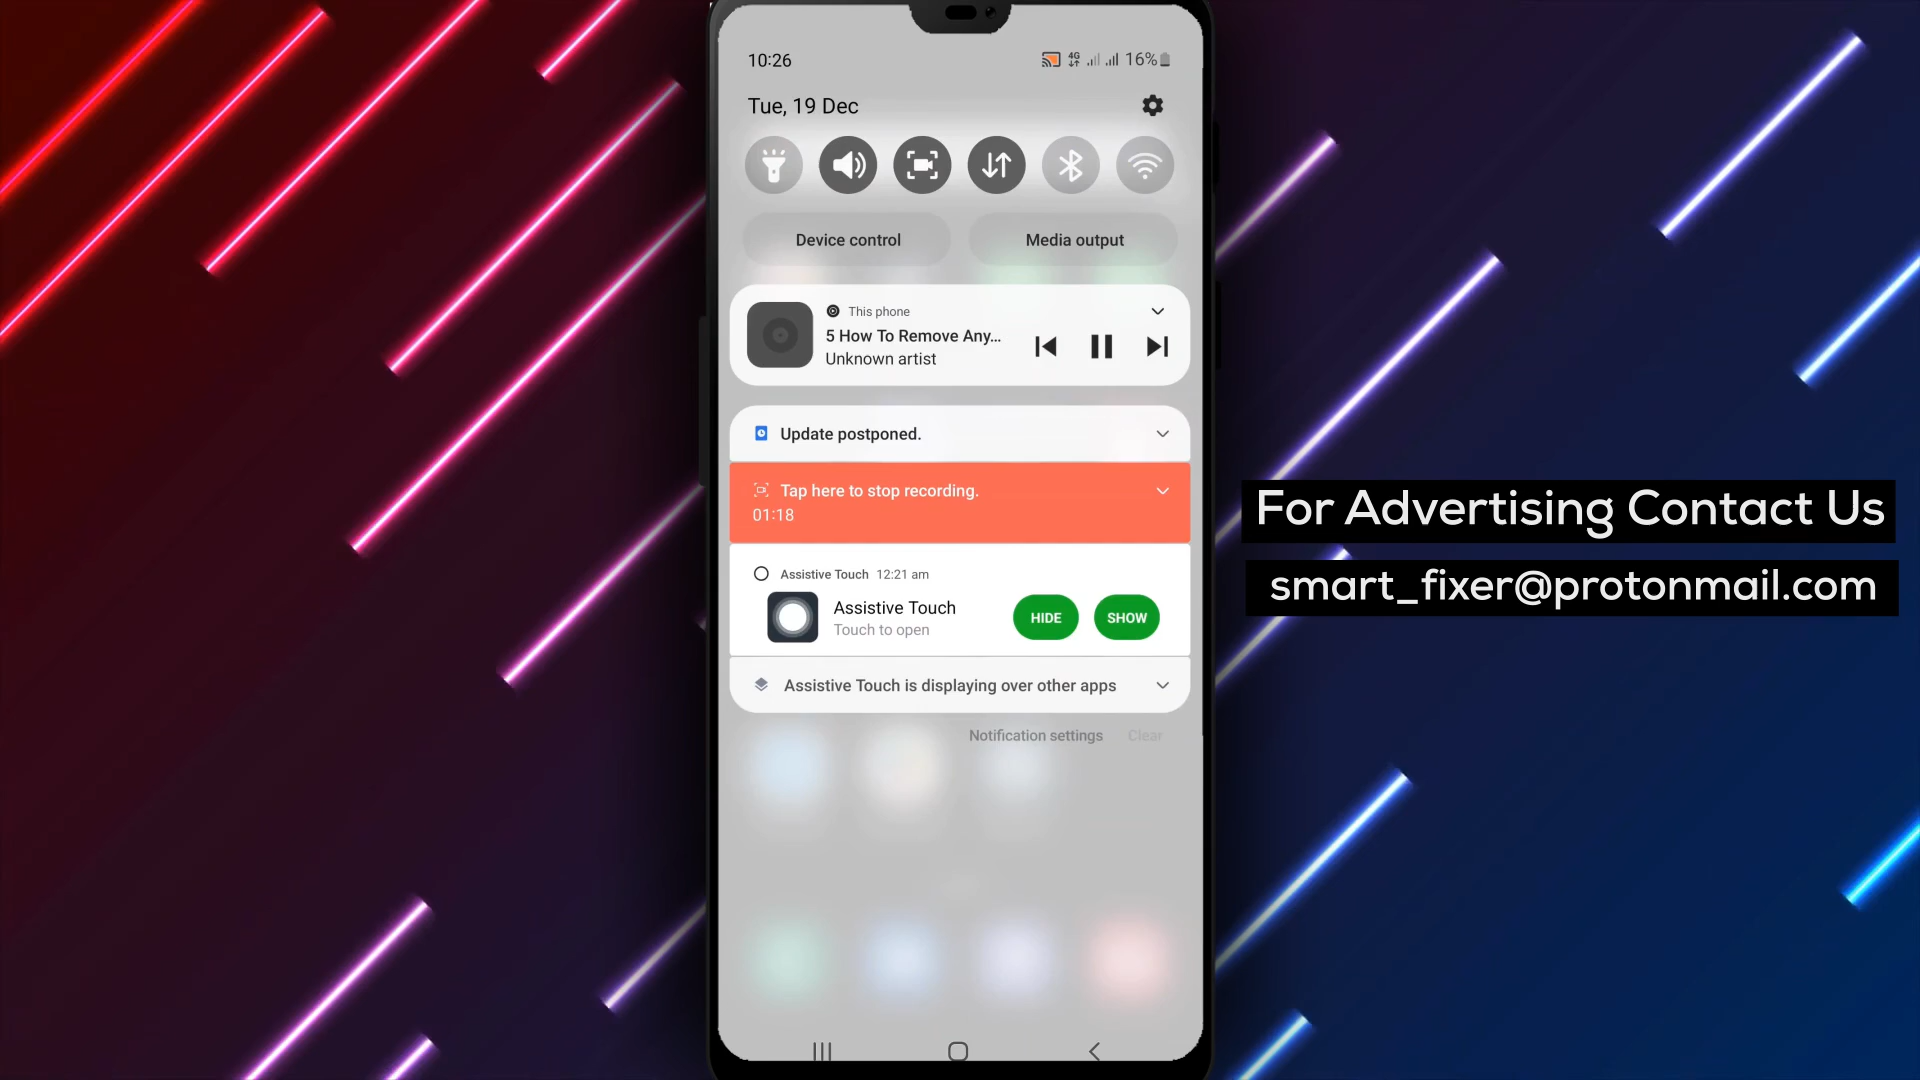 10:26
4G 16%
Tue, 19 Dec
Device control
Media output
This phone
5 How To Remove Any...
Unknown artist
Update postponed.
Tap here to stop recording.
01:18
Assistive Touch 12:21 am
Assistive Touch
Touch to open
HIDE
SHOW
Assistive Touch is displaying over other apps
Notification settings
Clear
For Advertising Contact Us
smart_fixer@protonmail.com